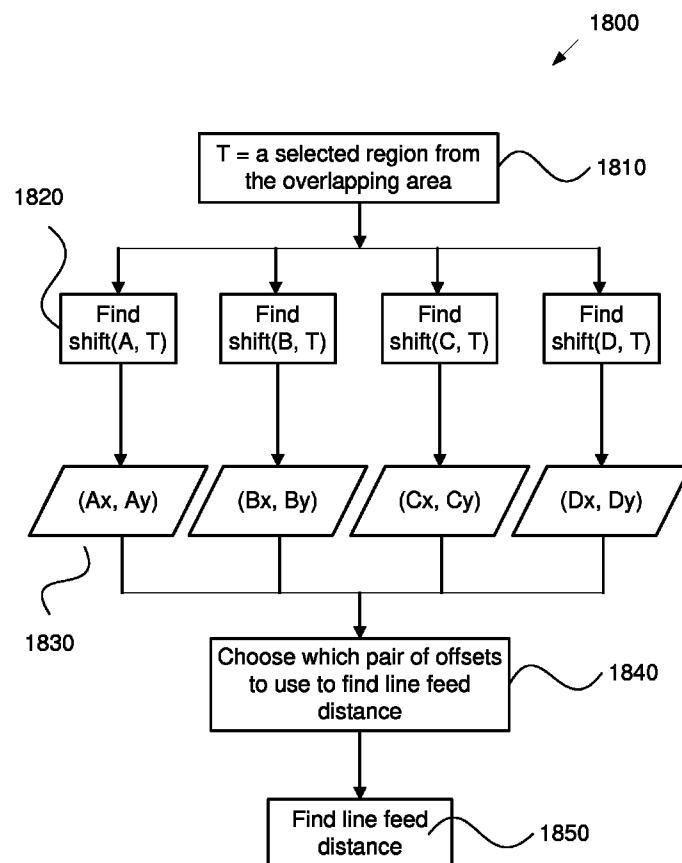 1800
T = a selected region from
the overlapping area
1810
1820
Find
shift(A, T)
Find
shift(B, T)
Find
shift(C, T)
Find
shift(D, T)
(Ax, Ay)
(Bx, By)
(Cx, Cy)
(Dx, Dy)
1830
Choose which pair of offsets
to use to find line feed
distance
1840
Find line feed
distance
1850